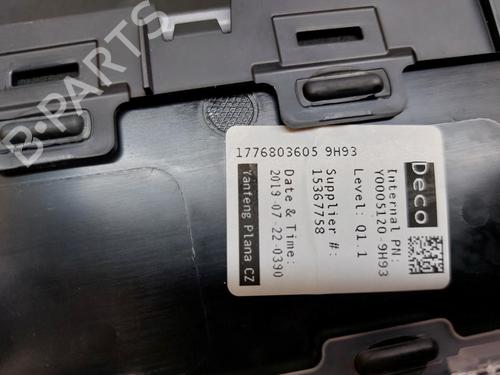 B-PARTS
1776803605 9H93
Deco
Internal PN:
Y0005120-9H93
Level: Q1.1
Supplier #:
15367758
Date & Time:
2019-07-22-0390
Yanfeng Plana CZ